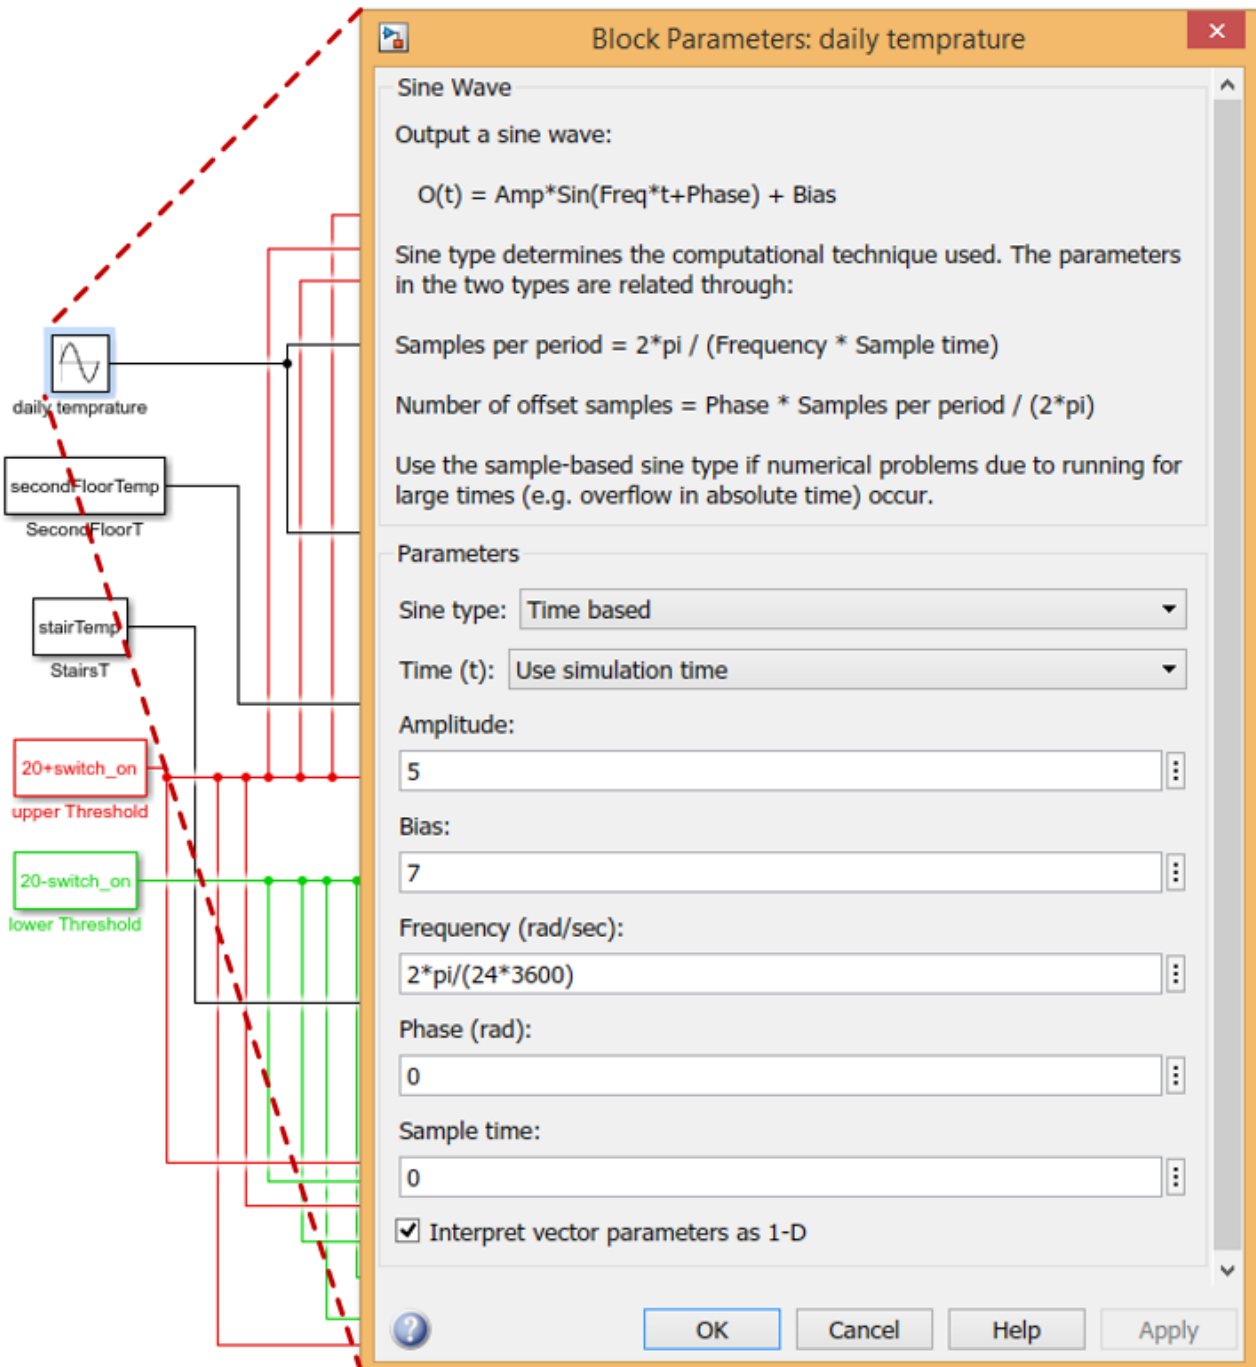 Block Parameters: daily temprature
Sine Wave
Output a sine wave:
O(t) = Amp*Sin(Freq*t+Phase) + Bias
Sine type determines the computational technique used. The parameters
in the two types are related through:
Samples per period = 2*pi / (Frequency * Sample time)
Number of offset samples = Phase * Samples per period / (2*pi)
Use the sample-based sine type if numerical problems due to running for
large times (e.g. overflow in absolute time) occur.
Parameters
Sine type: Time based
Time (t): Use simulation time
Amplitude:
5
Bias:
7
Frequency (rad/sec):
2*pi/(24*3600)
Phase (rad):
0
Sample time:
0
Interpret vector parameters as 1-D
OK Cancel Help Apply
daily temprature
secondFloorTemp
SecondFloorT
stairTemp
StairsT
20+switch_on
upper Threshold
20-switch_on
lower Threshold